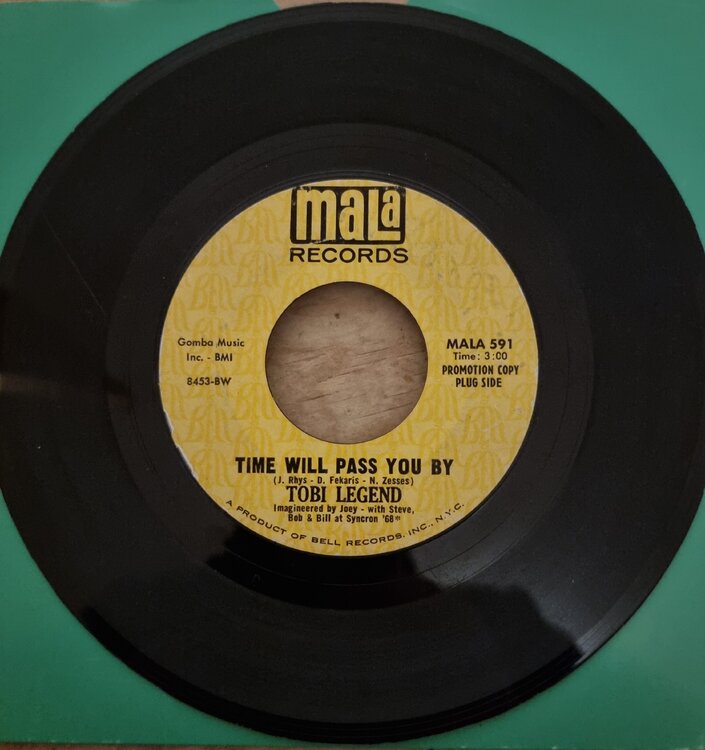 mala
RECORDS
Gomba Music
Inc. - BMI
8453-BW
MALA 591
Time: 3:00
PROMOTION COPY
PLUG SIDE
TIME WILL PASS YOU BY
(J. Rhys - D. Fekaris - N. Zesses)
TOBI LEGEND
Imagineered by Joey - with Steve,
Bob & Bill at Syncron '68*
A PRODUCT OF BELL RECORDS, INC., N.Y.C.